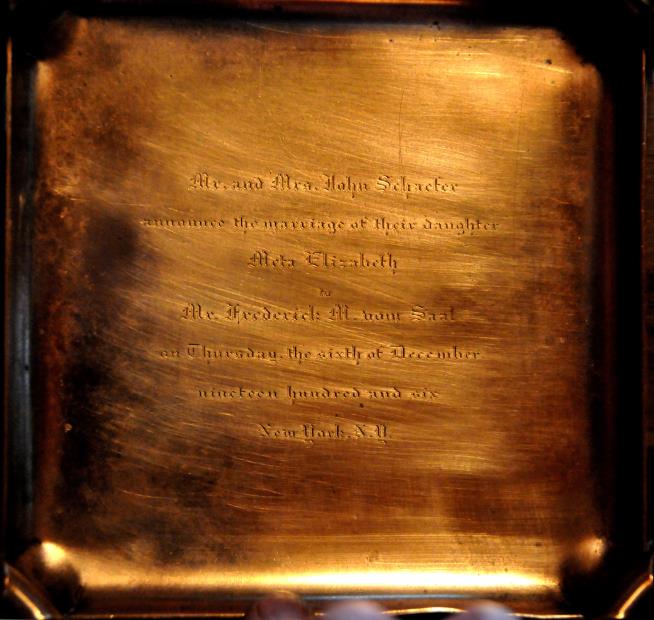 Mr. and Mrs. John Schaefer
announce the marriage of their daughter
Meta Elizabeth
to
Mr. Frederick M. vom Saal
on Thursday, the sixth of December
nineteen hundred and six
New York, N.Y.